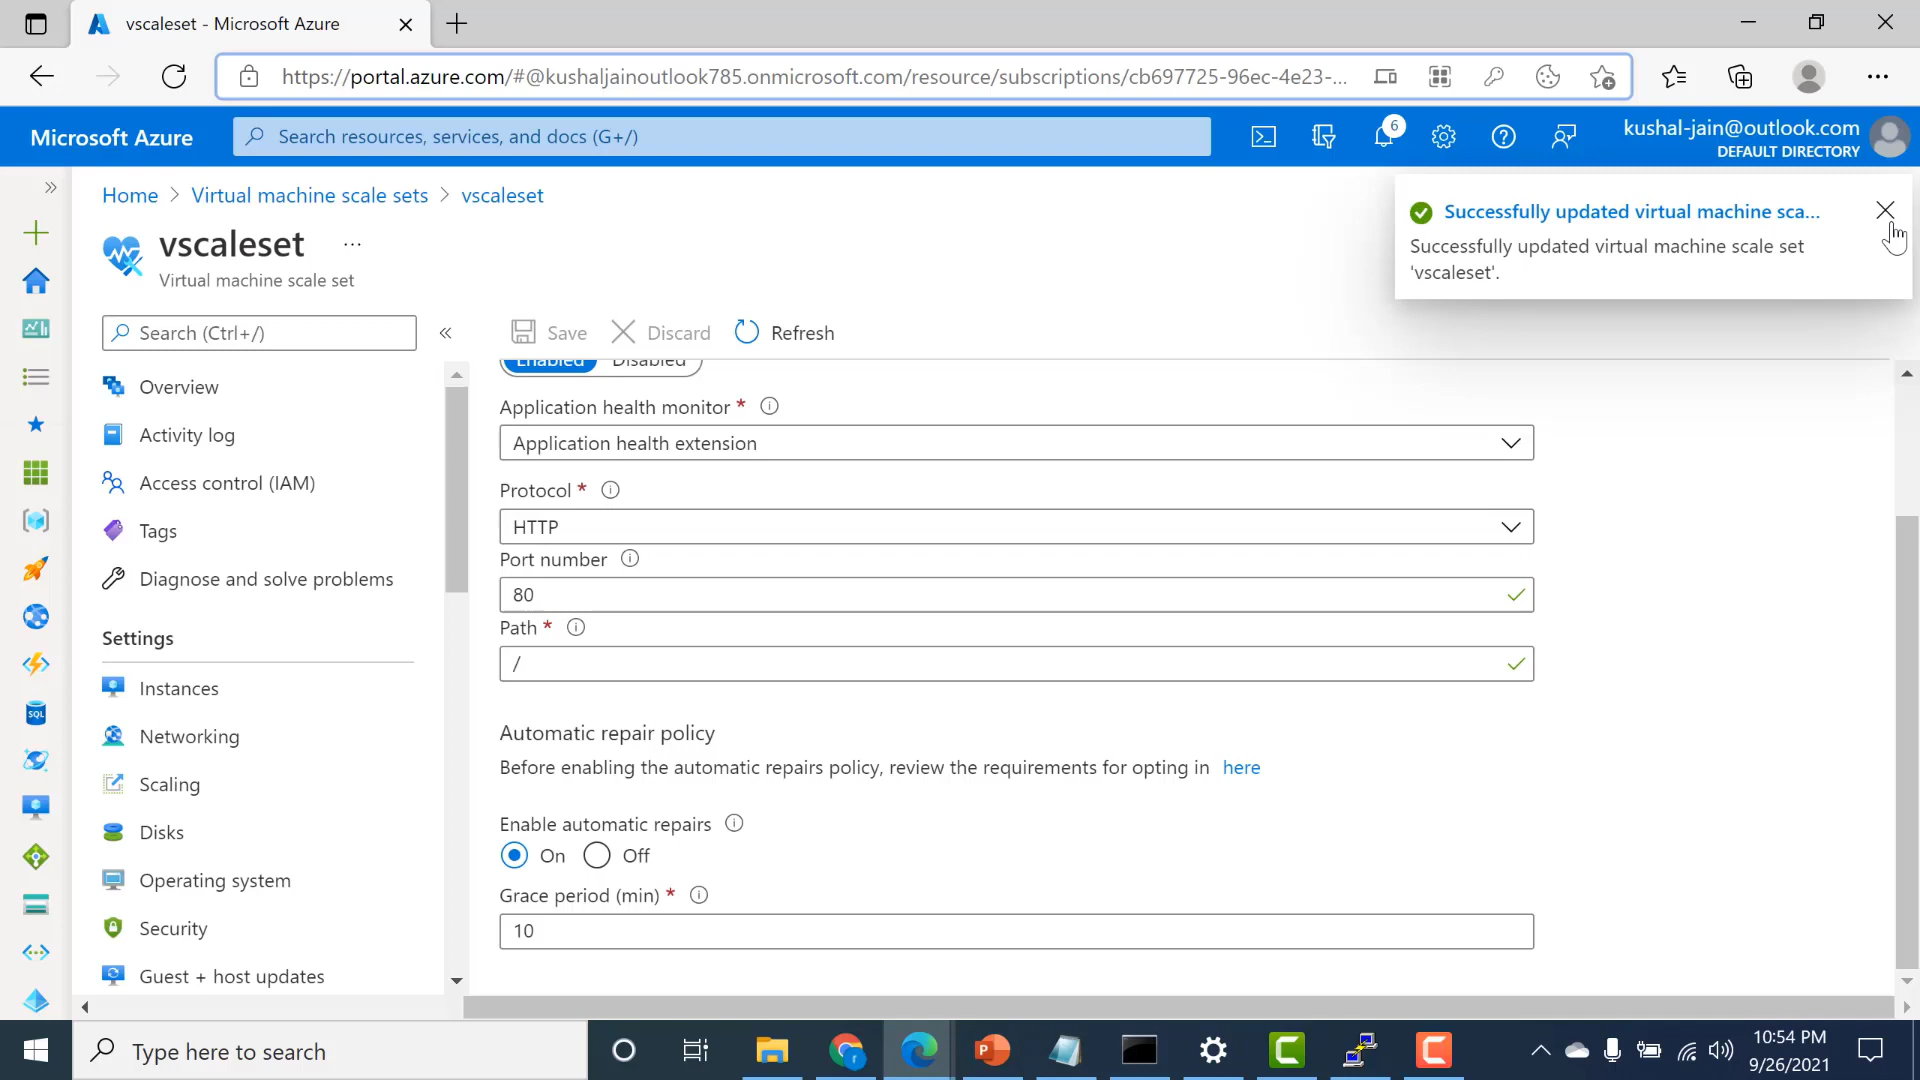 vscaleset - Microsoft Azure
https://portal.azure.com/#@kushaljainoutlook785.onmicrosoft.com/resource/subscriptions/cb697725-96ec-4e23-...
Microsoft Azure
Search resources, services, and docs (G+/)
6
kushal-jain@outlook.com
DEFAULT DIRECTORY
Home > Virtual machine scale sets > vscaleset
Successfully updated virtual machine sca...
Successfully updated virtual machine scale set
'vscaleset'.
vscaleset ...
Virtual machine scale set
Search (Ctrl+/)
Save Discard Refresh
Overview
Activity log
Access control (IAM)
Tags
Diagnose and solve problems
Settings
Instances
Networking
Scaling
Disks
Operating system
Security
Guest + host updates
Enabled Disabled
Application health monitor *
Application health extension
Protocol *
HTTP
Port number
80
Path *
/
Automatic repair policy
Before enabling the automatic repairs policy, review the requirements for opting in here
Enable automatic repairs
On Off
Grace period (min) *
10
SQL
Type here to search
10:54 PM
9/26/2021